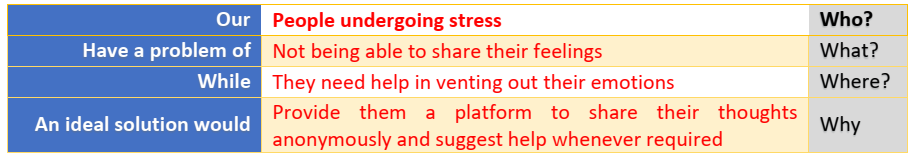 Our People undergoing stress Who?
Have a problem of Not being able to share their feelings What?
While They need help in venting out their emotions Where?
An ideal solution would Provide them a platform to share their thoughts Why
anonymously and suggest help whenever required